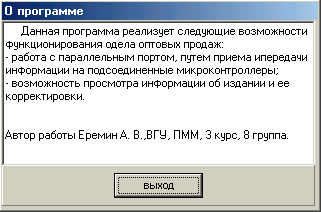 О программе
Данная программа реализует следующие возможности
функционирования одела оптовых продаж:
- работа с параллельным портом, путем приема ипередачи
информации на подсоединенные микроконтроллеры;
- возможность просмотра информации об издании и ее
корректировки.
Автор работы Еремин А. В.,ВГУ, ПММ, 3 курс, 8 группа.
выход